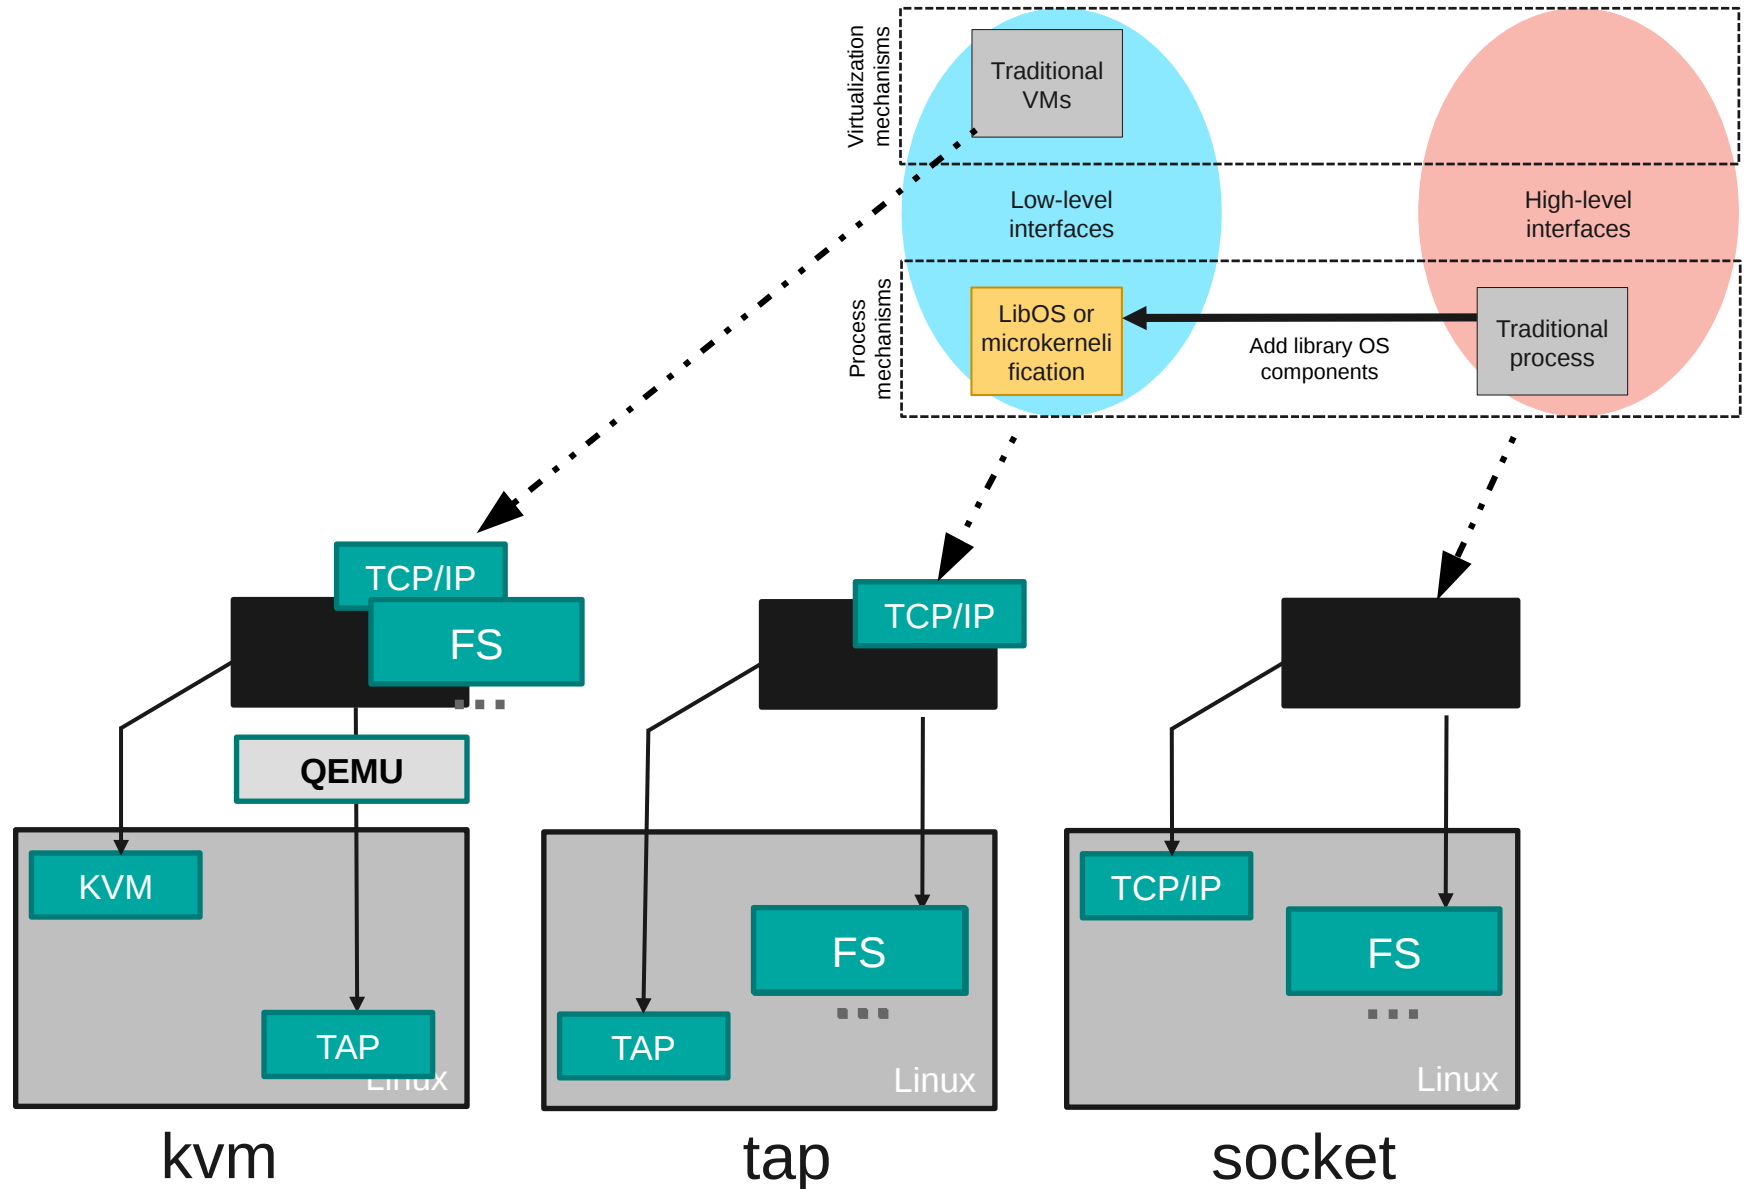 Virtualization
mechanisms
Traditional
VMs
Low-level
interfaces
High-level
interfaces
Process
mechanisms
LibOS or
microkerneli
fication
Add library OS
components
Traditional
process
TCP/IP
FS
...
QEMU
KVM
TAP
Linux
kvm
TCP/IP
FS
...
TAP
Linux
tap
TCP/IP
FS
...
Linux
socket